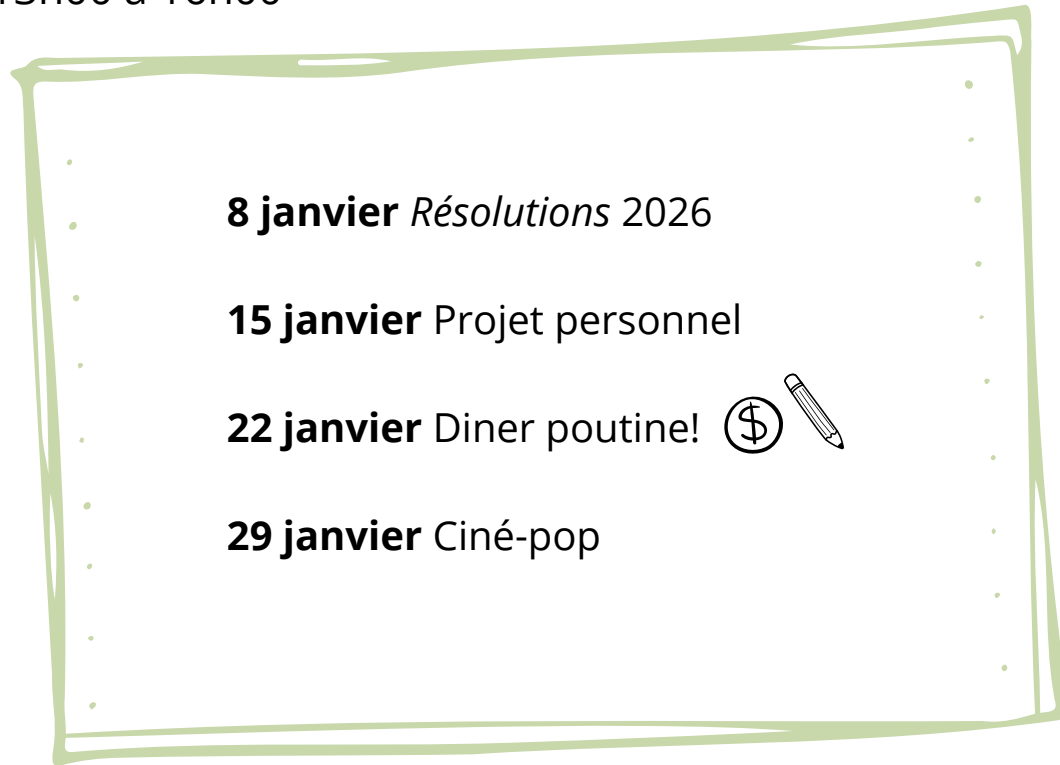 8 janvier Résolutions 2026
15 janvier Projet personnel
22 janvier Diner poutine! $
29 janvier Ciné-pop